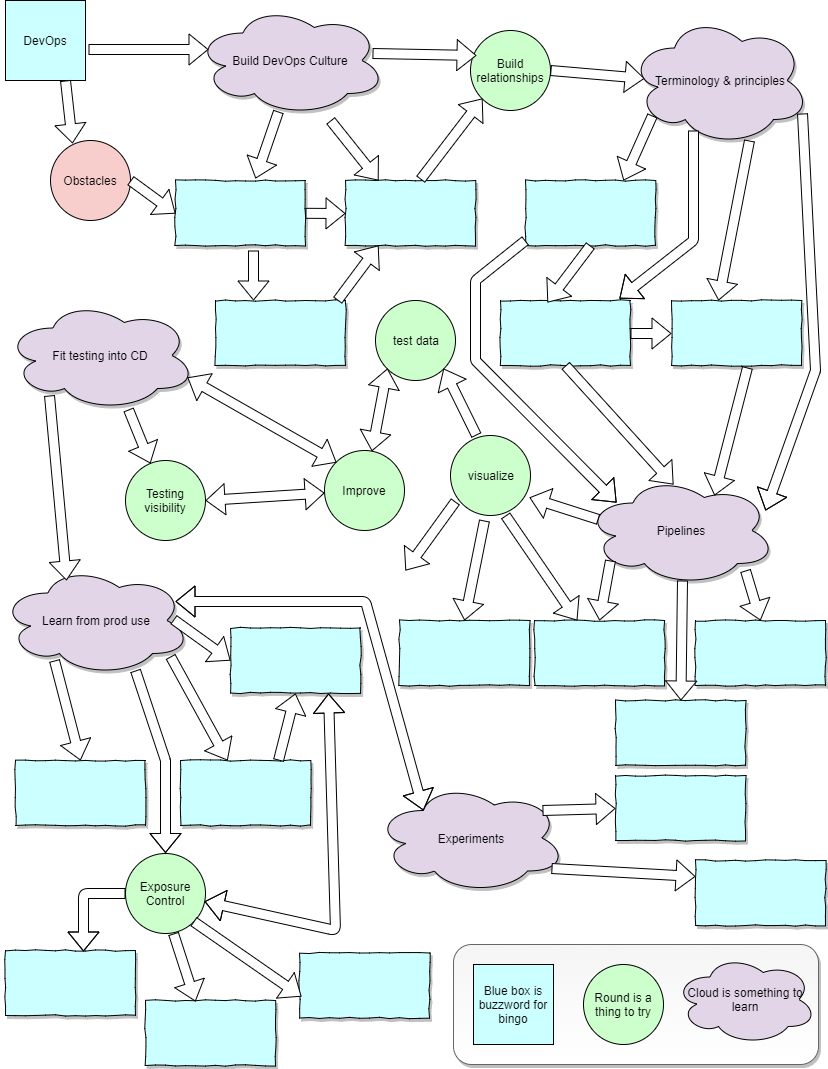 DevOps
Build DevOps Culture
Build
relationships
Terminology & principles
Obstacles
Fit testing into CD
test data
Testing
visibility
Improve
visualize
Pipelines
Learn from prod use
Experiments
Exposure
Control
Blue box is
buzzword for
bingo
Round is a
thing to try
Cloud is something to
learn